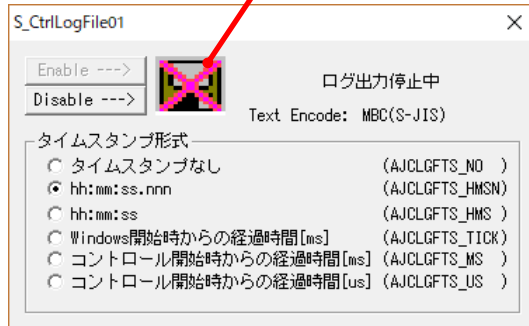 S_CtrlLogFile01
Enable --->
Disable --->
ログ出力停止中
Text Encode: MBC(S-JIS)
タイムスタンプ形式
タイムスタンプなし (AJCLGFTS_NO )
hh:mm:ss.nnn (AJCLGFTS_HMSN)
hh:mm:ss (AJCLGFTS_HMS )
Windows開始時からの経過時間[ms] (AJCLGFTS_TICK)
コントロール開始時からの経過時間[ms] (AJCLGFTS_MS )
コントロール開始時からの経過時間[us] (AJCLGFTS_US )